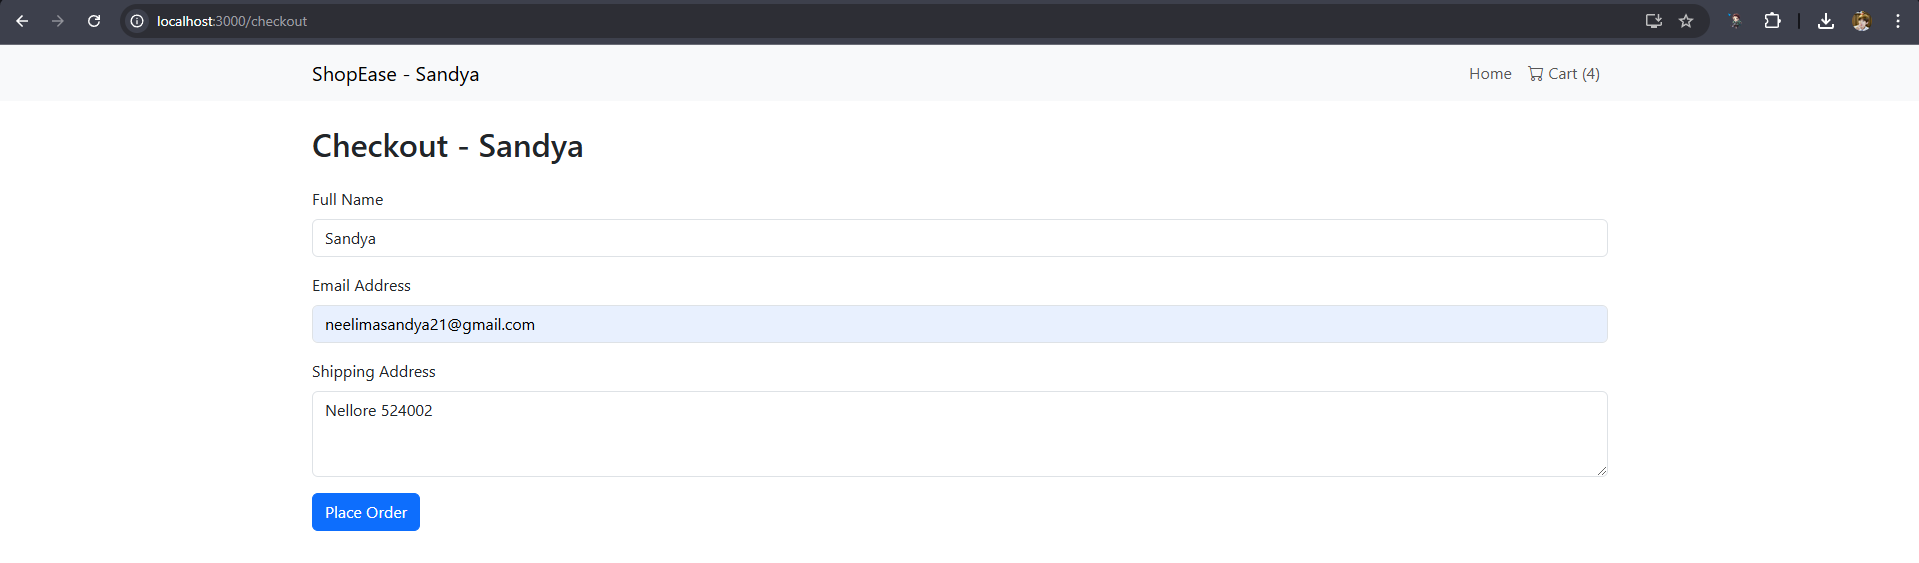 localhost:3000/checkout
ShopEase - Sandya
Home
Cart (4)
Checkout - Sandya
Full Name
Sandya
Email Address
neelimasandya21@gmail.com
Shipping Address
Nellore 524002
Place Order